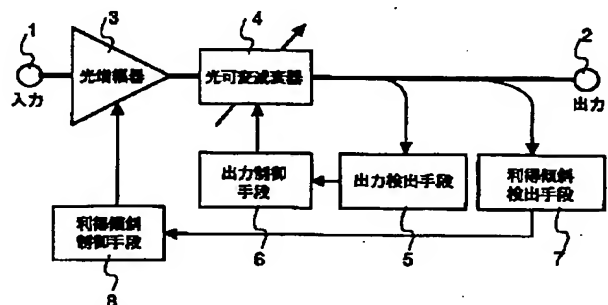 1
3
4
2
入力
光増幅器
光可変減衰器
出力
出力制御
手段
出力検出手段
利得傾斜
検出手段
利得傾斜
制御手段
6
5
7
8